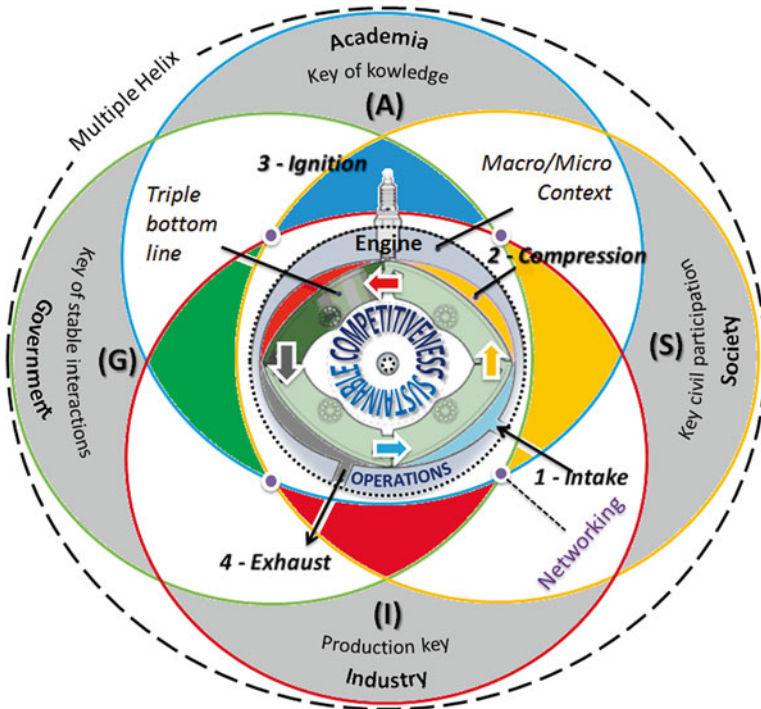 Academia
Key of kowledge
(A)
Multiple Helix
3 - Ignition
Macro/Micro
Context
Triple
bottom
line
Engine
2 - Compression
Government
Key of stable interactions
(G)
SUSTAINABLE COMPETITIVENESS
(S)
Key civil participation
Society
OPERATIONS
1 - Intake
4 - Exhaust
Networking
(I)
Production key
Industry